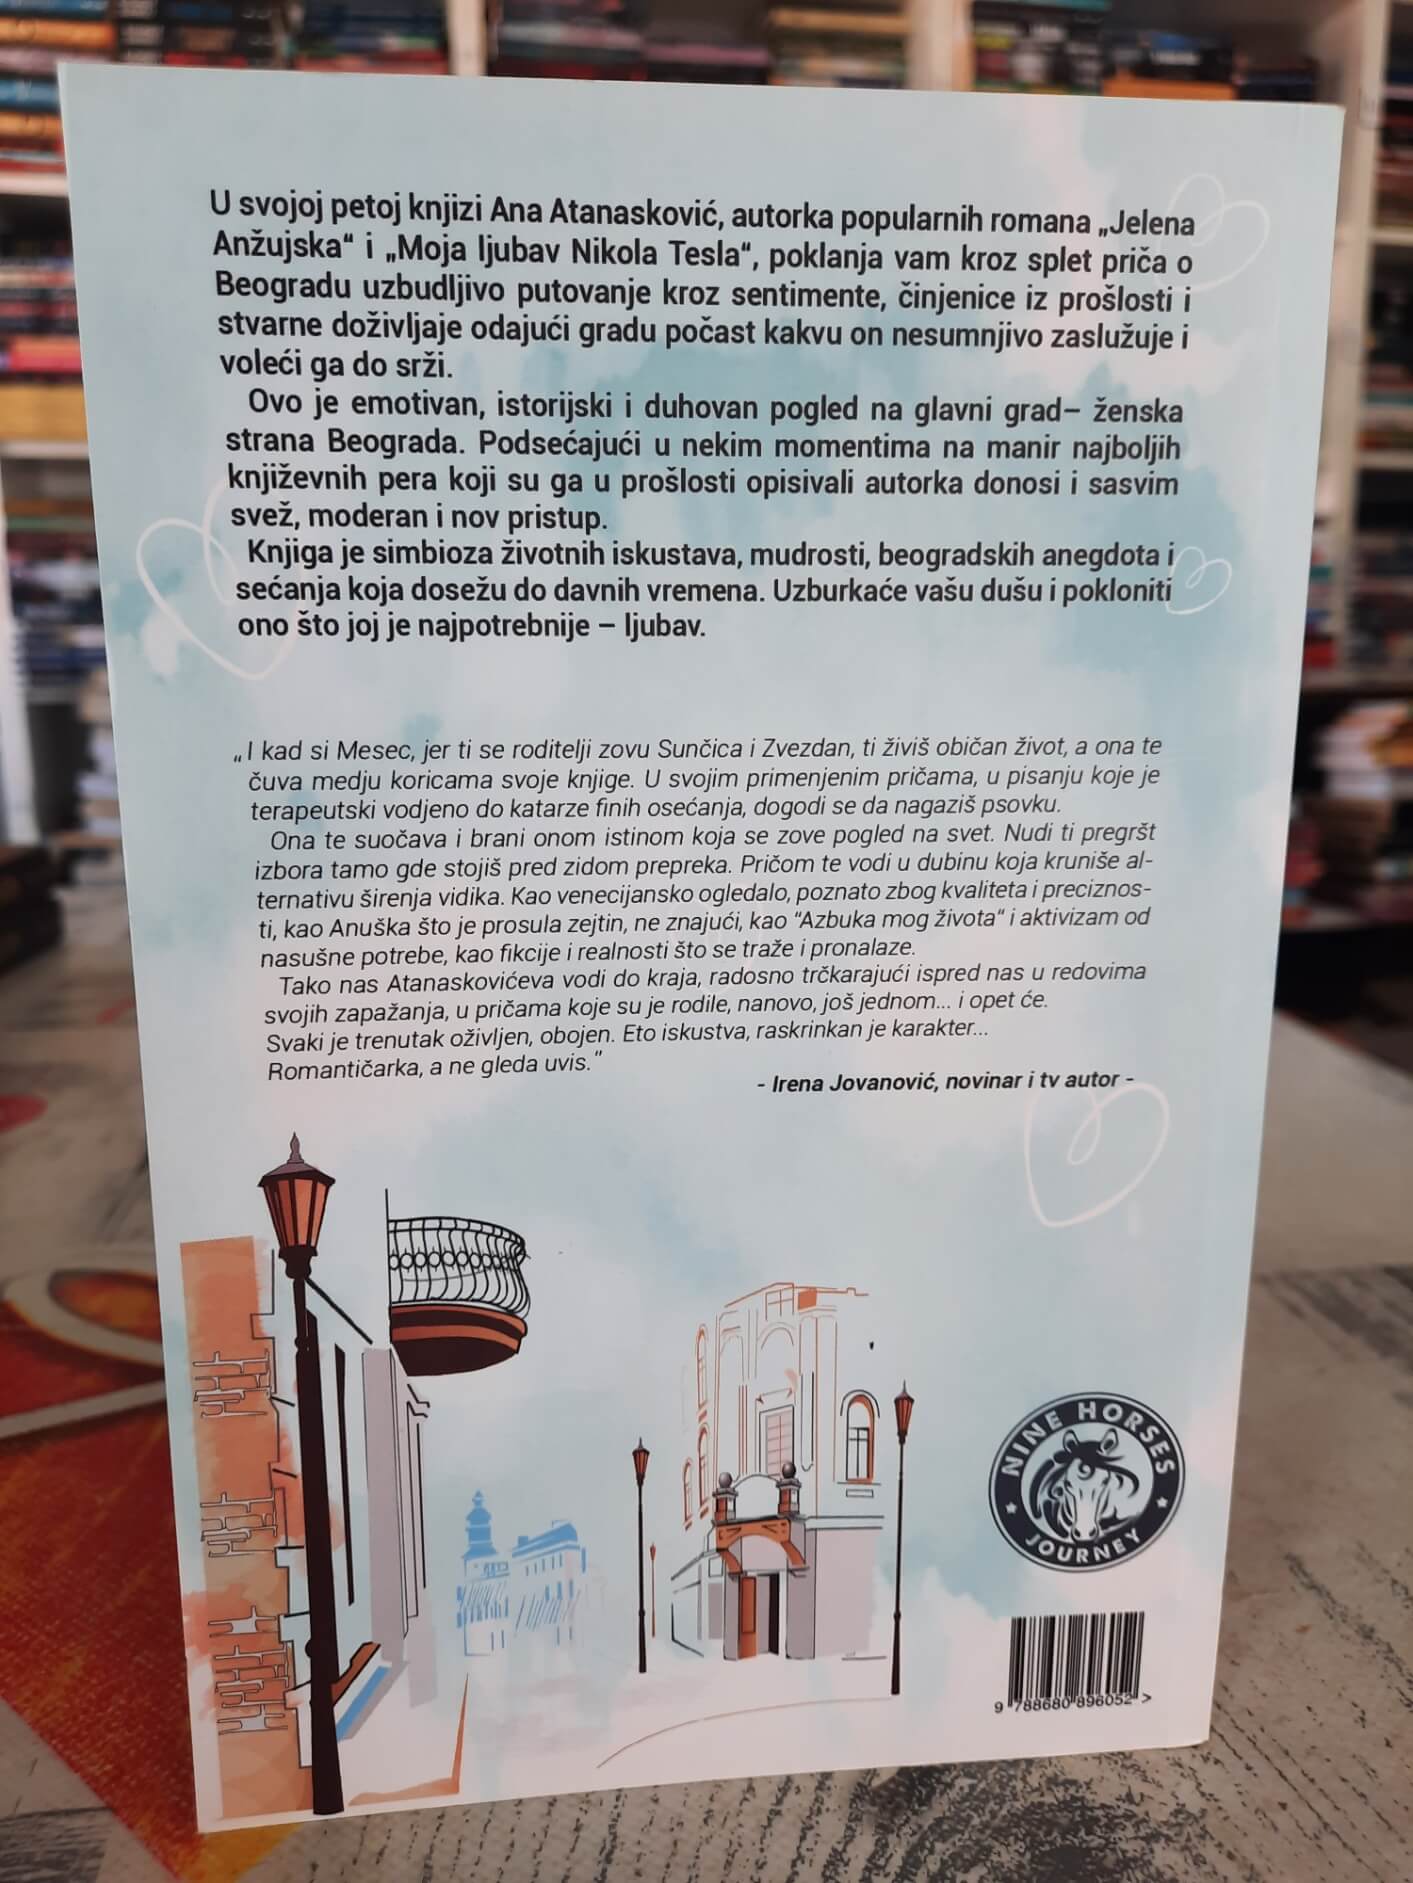 U svojoj petoj knjizi Ana Atanasković, autorka popularnih romana „Jelena
Anžujska“ i „Moja ljubav Nikola Tesla“, poklanja vam kroz splet priča o
Beogradu uzbudljivo putovanje kroz sentimente, činjenice iz prošlosti i
stvarne doživljaje odajući gradu počast kakvu on nesumnjivo zaslužuje i
voleći ga do srži.
Ovo je emotivan, istorijski i duhovan pogled na glavni grad– ženska
strana Beograda. Podsećajući u nekim momentima na manir najboljih
književnih pera koji su ga u prošlosti opisivali autorka donosi i sasvim
svež, moderan i nov pristup.
Knjiga je simbioza životnih iskustava, mudrosti, beogradskih anegdota i
sećanja koja dosežu do davnih vremena. Uzburkaće vašu dušu i pokloniti
ono što joj je najpotrebnije – ljubav.
„I kad si Mesec, jer ti se roditelji zovu Sunčica i Zvezdan, ti živiš običan život, a ona te
čuva medju koricama svoje knjige. U svojim primenjenim pričama, u pisanju koje je
terapeutski vodjeno do katarze finih osećanja, dogodi se da nagaziš psovku.
Ona te suočava i brani onom istinom koja se zove pogled na svet. Nudi ti pregršt
izbora tamo gde stojiš pred zidom prepreka. Pričom te vodi u dubinu koja kruniše al-
ternativu širenja vidika. Kao venecijansko ogledalo, poznato zbog kvaliteta i preciznos-
ti, kao Anuška što je prosula zejtin, ne znajući, kao "Azbuka mog života" i aktivizam od
nasušne potrebe, kao fikcije i realnosti što se traže i pronalaze.
Tako nas Atanaskovićeva vodi do kraja, radosno trčkarajući ispred nas u redovima
svojih zapažanja, u pričama koje su je rodile, nanovo, još jednom... i opet će.
Svaki je trenutak oživljen, obojen. Eto iskustva, raskrinkan je karakter...
Romantičarka, a ne gleda uvis."
- Irena Jovanović, novinar i tv autor -
NINE HORSES
JOURNEY
9 788680 896052 >